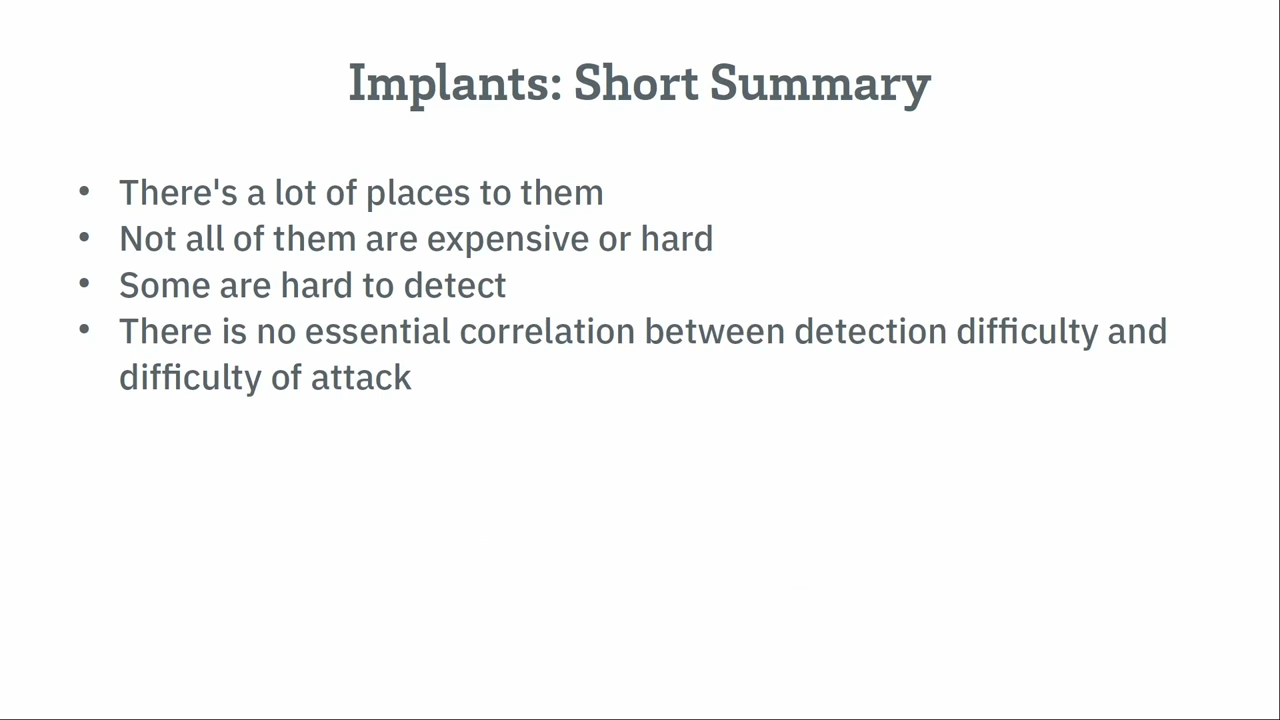 Implants: Short Summary
• There's a lot of places to them
• Not all of them are expensive or hard
• Some are hard to detect
• There is no essential correlation between detection difficulty and
difficulty of attack